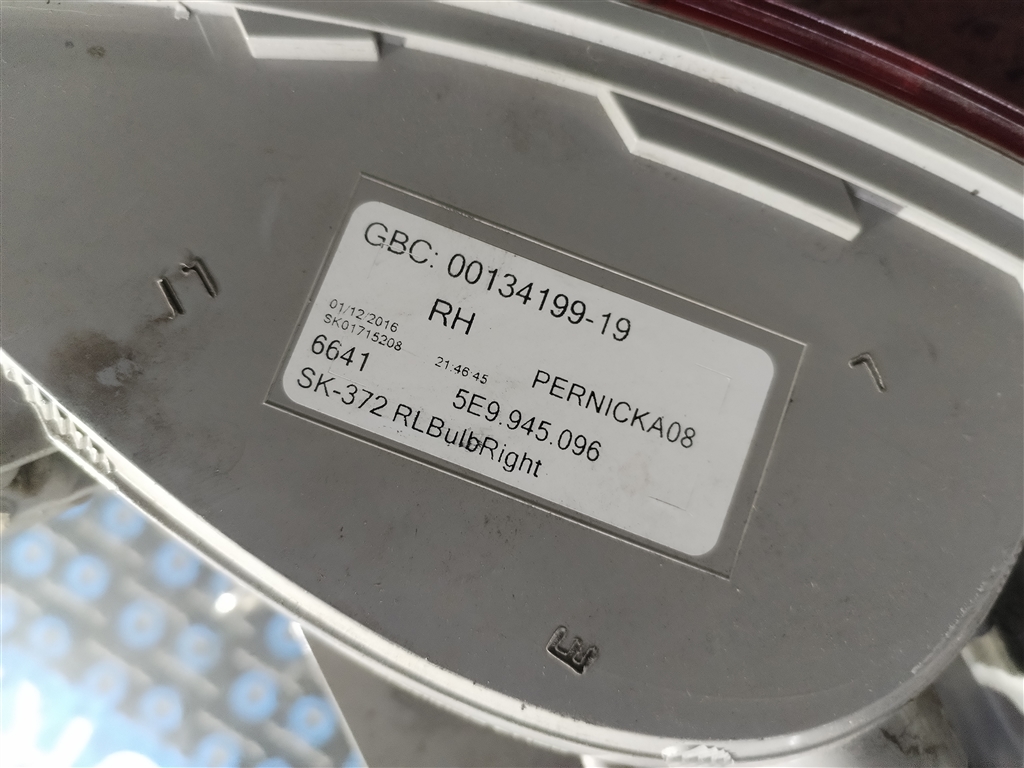 GBC: 00134199-19
RH
01/12/2016
SK01715208
21:46:45
PERNICKA08
6641
5E9.945.096
SK-372 RLBulbRight